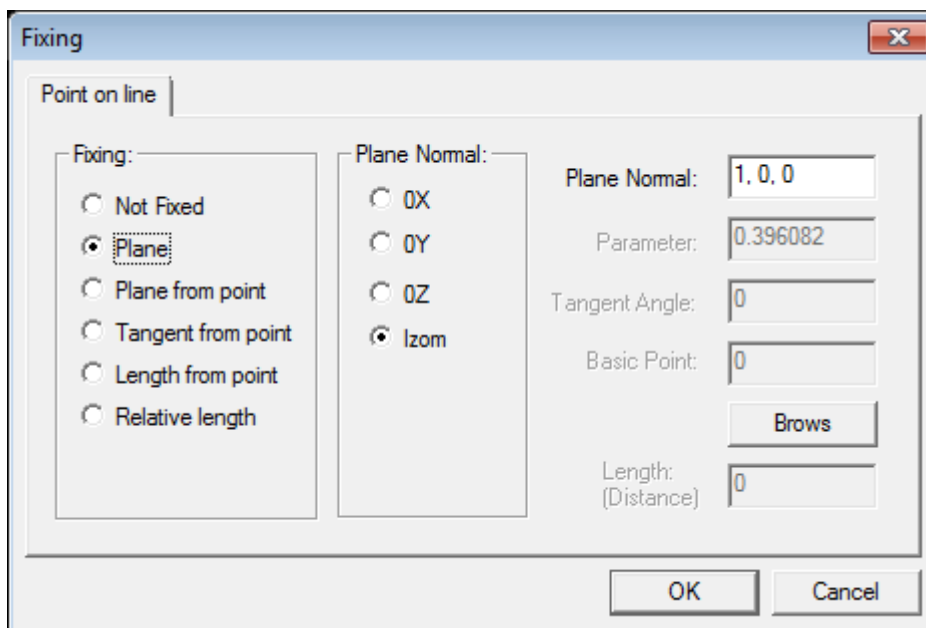 Fixing
Point on line
Fixing:
Not Fixed
Plane
Plane from point
Tangent from point
Length from point
Relative length
Plane Normal:
0X
0Y
0Z
Izom
Plane Normal: 1, 0, 0
Parameter: 0.396082
Tangent Angle: 0
Basic Point: 0
Brows
Length:
(Distance) 0
OK Cancel